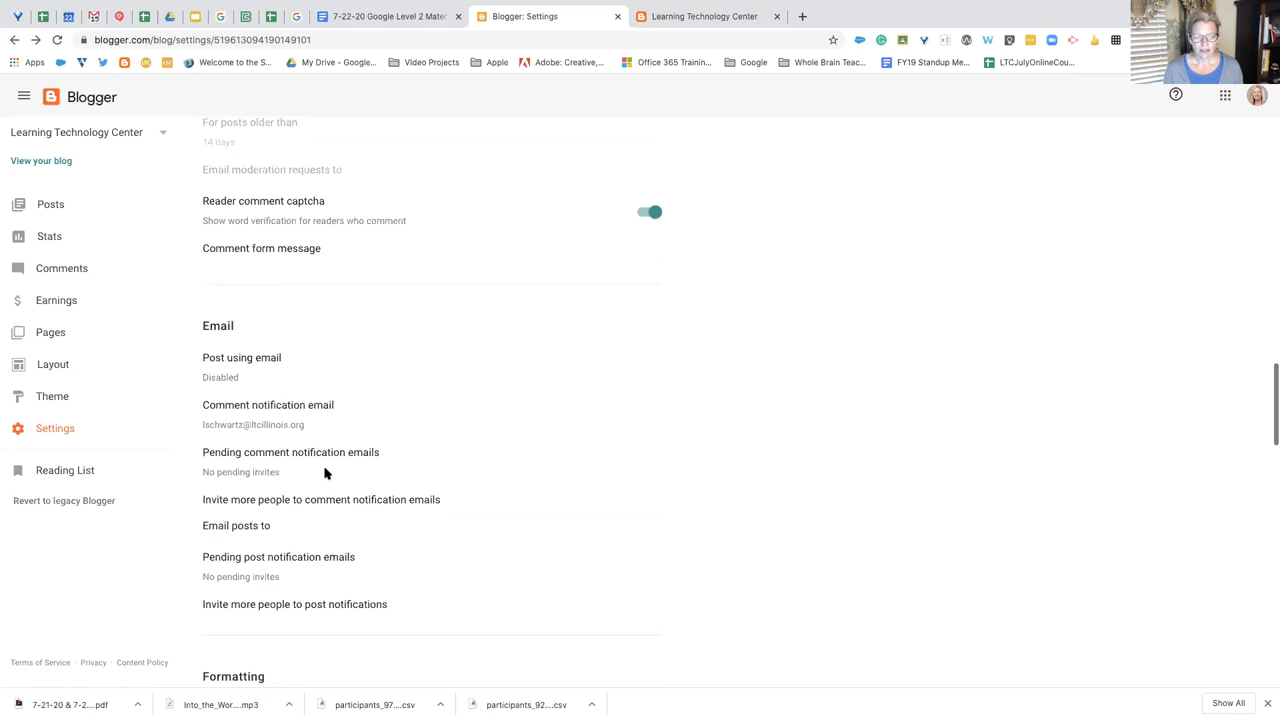 7-22-20 Google Level 2 Mater
Blogger: Settings
Learning Technology Center
blogger.com/blog/settings/519613094190149101
Apps
Welcome to the S...
My Drive - Google...
Video Projects
Apple
Adobe: Creative,...
Office 365 Training...
Google
Whole Brain Teac...
FY19 Standup Me...
LTCJulyOnlineCou...
Blogger
Learning Technology Center
View your blog
Posts
Stats
Comments
Earnings
Pages
Layout
Theme
Settings
Reading List
Revert to legacy Blogger
Terms of Service · Privacy · Content Policy
For posts older than
14 days
Email moderation requests to
Reader comment captcha
Show word verification for readers who comment
Comment form message
Email
Post using email
Disabled
Comment notification email
lschwartz@ltcillinois.org
Pending comment notification emails
No pending invites
Invite more people to comment notification emails
Email posts to
Pending post notification emails
No pending invites
Invite more people to post notifications
Formatting
7-21-20 & 7-2....pdf
Into_the_Wor....mp3
participants_97....csv
participants_92....csv
Show All